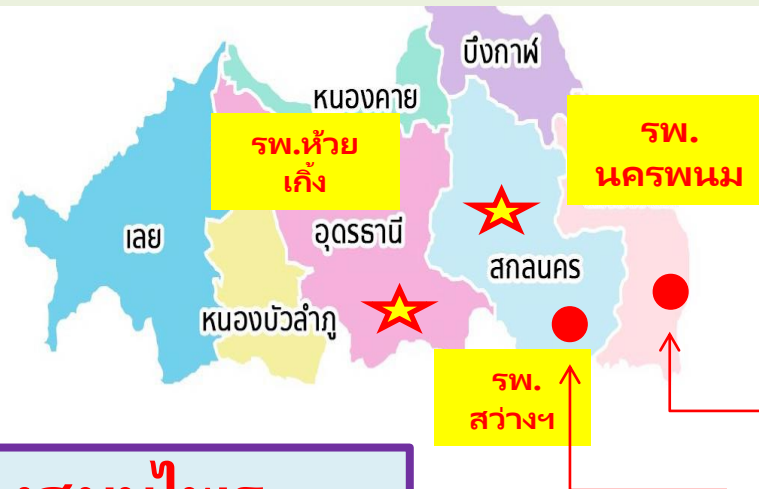 บึงกาฬ
หนองคาย
รพ.ห้วย
เกิ้ง
รพ.
นครพนม
เลย
อุดรธานี
สกลนคร
หนองบัวลำภู
รพ.
สว่างฯ